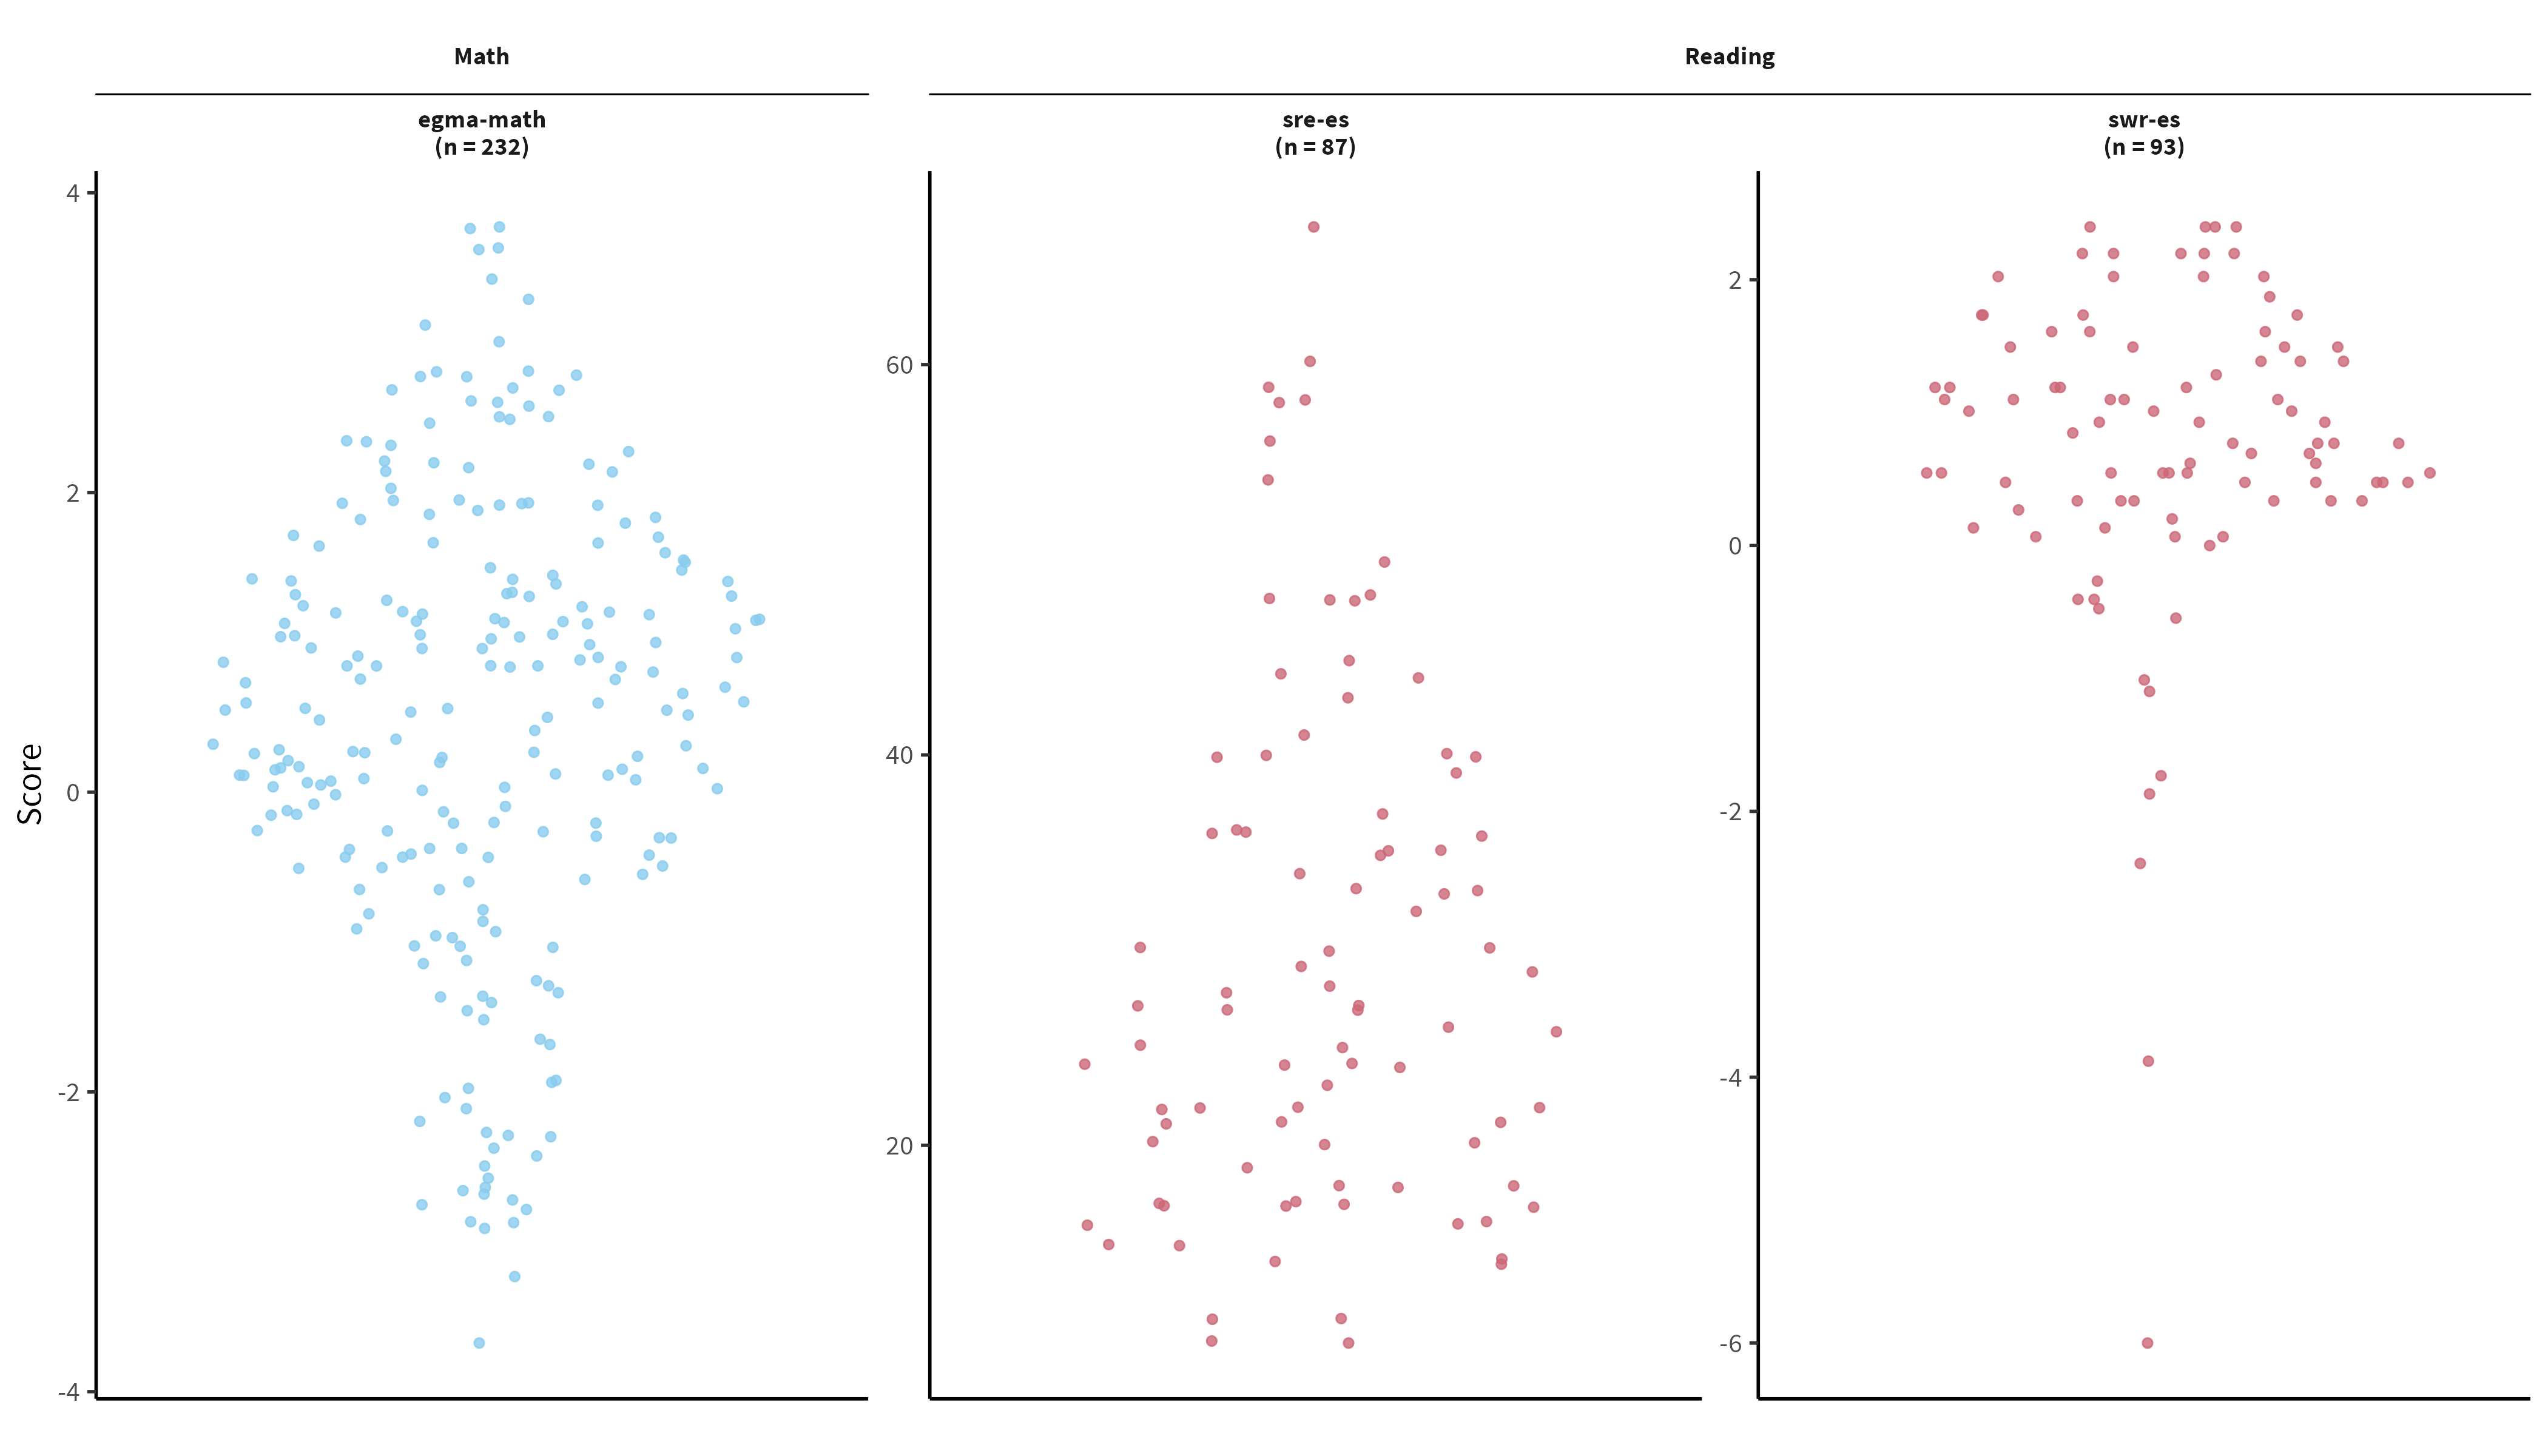 Math
Reading
egma-math
(n = 232)
sre-es
(n = 87)
swr-es
(n = 93)
Score
4
2
0
-2
-4
60
40
20
2
0
-2
-4
-6